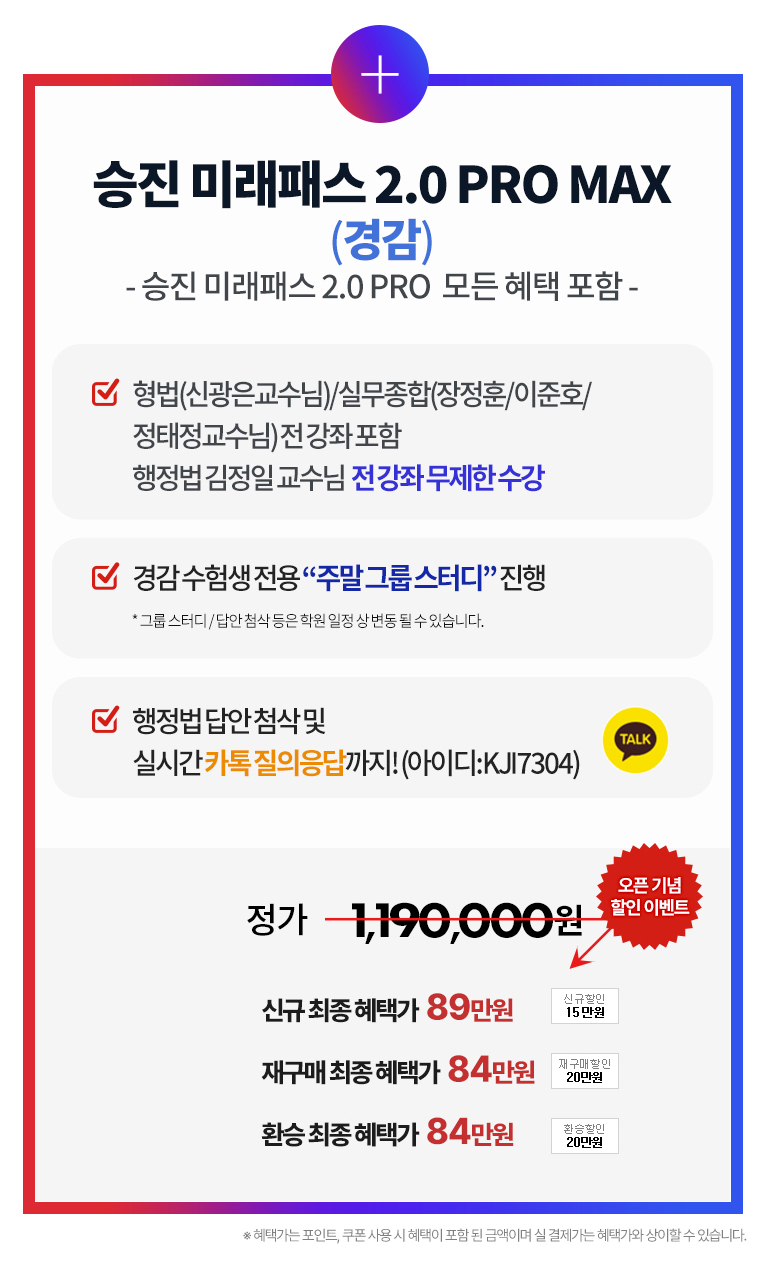 승진 미래패스 2.0 PRO MAX
(경감)
- 승진 미래패스 2.0 PRO 모든 혜택 포함 -
형법(신광은교수님)/실무종합(장정훈/이준호/
정태정교수님) 전 강좌 포함
행정법 김정일 교수님 전 강좌 무제한 수강
경감 수험생 전용 “주말 그룹 스터디” 진행
* 그룹 스터디 / 답안 첨삭 등은 학원 일정 상 변동 될 수 있습니다.
행정법 답안 첨삭 및
실시간 카톡 질의응답까지! (아이디:KJI7304)
TALK
오픈 기념
할인 이벤트
정가 1,190,000원
신규 최종 혜택가 89만원
신규할인
15만원
재구매 최종 혜택가 84만원
재구매할인
20만원
환승 최종 혜택가 84만원
환승할인
20만원
※ 혜택가는 포인트, 쿠폰 사용 시 혜택이 포함 된 금액이며 실 결제가는 혜택가와 상이할 수 있습니다.